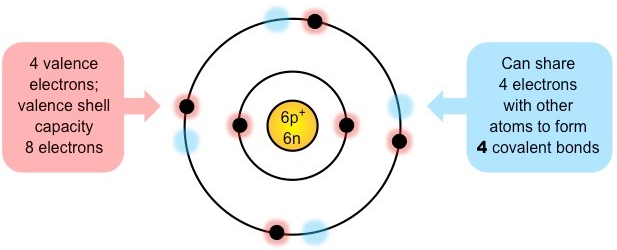 4 valence
electrons;
valence shell
capacity
8 electrons
6p⁺
6n
Can share
4 electrons
with other
atoms to form
4 covalent bonds